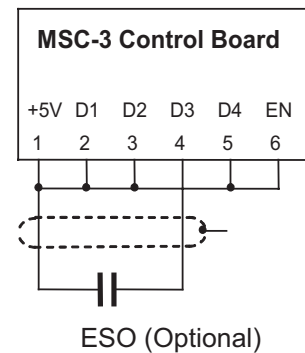 MSC-3 Control Board
+5V D1 D2 D3 D4 EN
1 2 3 4 5 6
ESO (Optional)